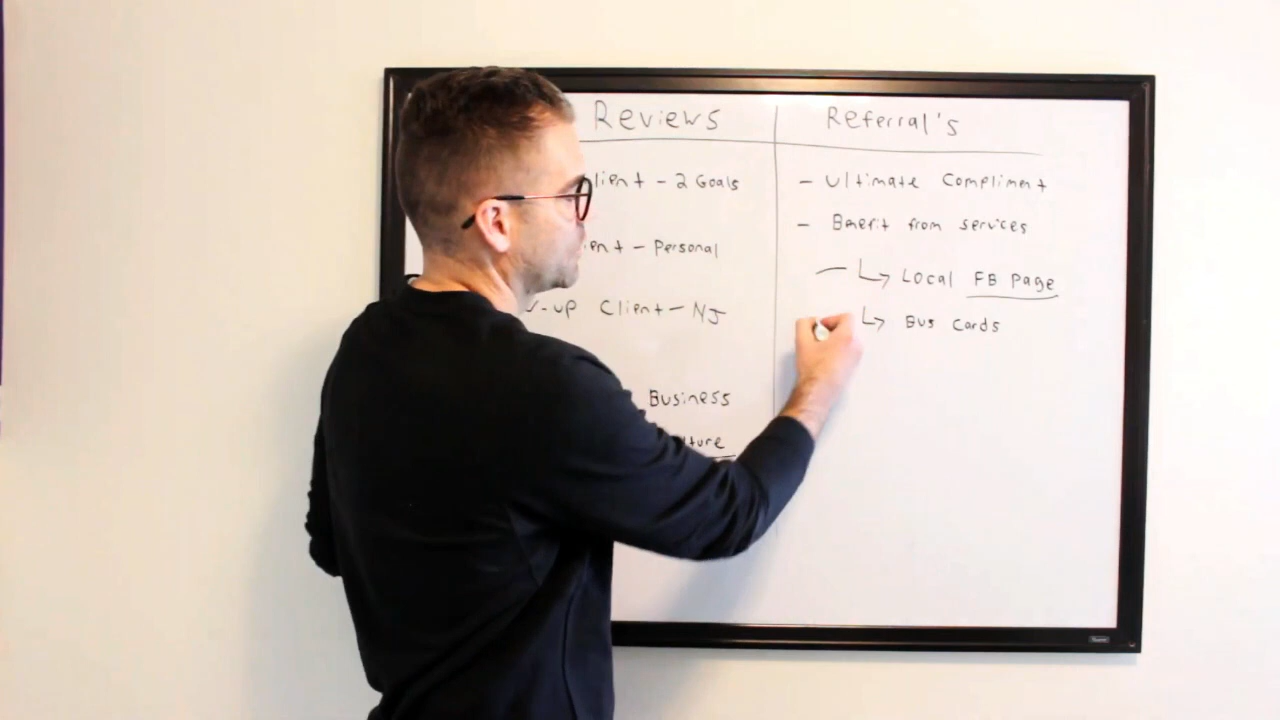 Reviews
lient - 2 Goals
ent - Personal
-up Client - NJ
Business
lture
Referral's
- Ultimate Compliment
- Benefit from services
Local FB Page
Bus Cards